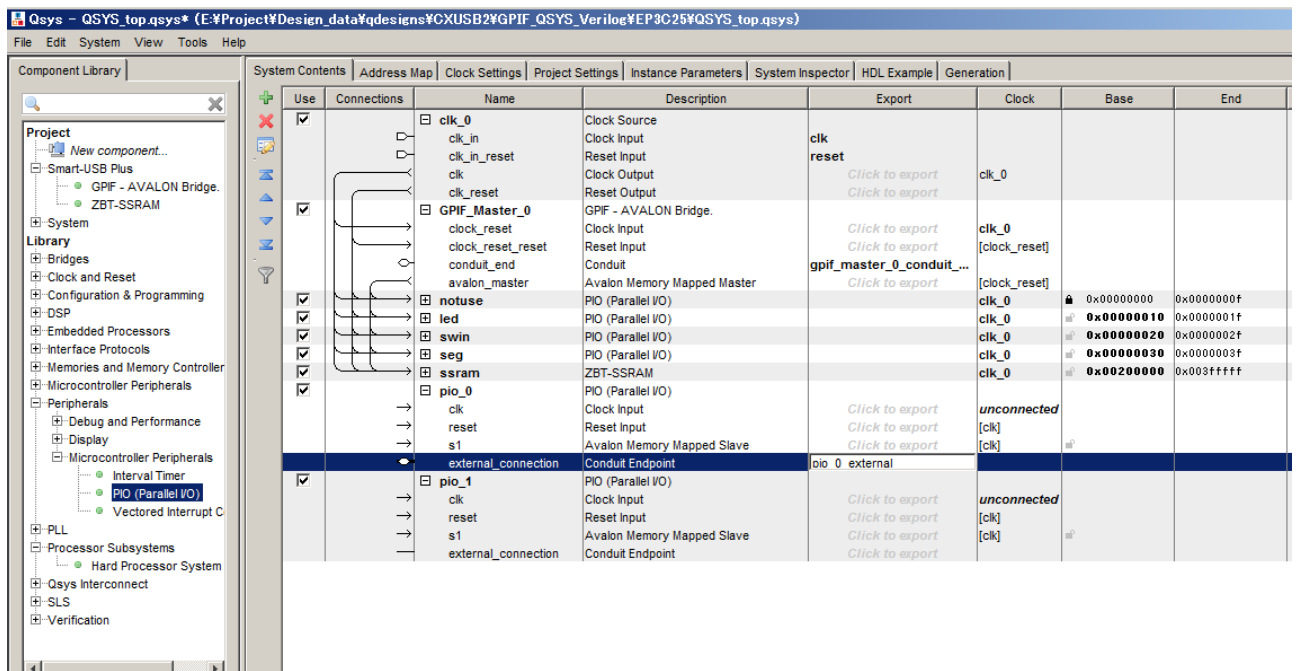 Qsys - QSYS_top.qsys* (E:¥Project¥Design_data¥qdesigns¥CXUSB2¥GPIF_QSYS_Verilog¥EP3C25¥QSYS_top.qsys)
File Edit System View Tools Help
Component Library
Project
New component...
Smart-USB Plus
GPIF - AVALON Bridge.
ZBT-SSRAM
System
Library
Bridges
Clock and Reset
Configuration & Programming
DSP
Embedded Processors
Interface Protocols
Memories and Memory Controller
Microcontroller Peripherals
Peripherals
Debug and Performance
Display
Microcontroller Peripherals
Interval Timer
PIO (Parallel I/O)
Vectored Interrupt C
PLL
Processor Subsystems
Hard Processor System
Qsys Interconnect
SLS
Verification
System Contents Address Map Clock Settings Project Settings Instance Parameters System Inspector HDL Example Generation
Use Connections Name Description Export Clock Base End
clk_0 Clock Source
clk_in Clock Input clk
clk_in_reset Reset Input reset
clk Clock Output Click to export clk_0
clk_reset Reset Output Click to export
GPIF_Master_0 GPIF - AVALON Bridge.
clock_reset Clock Input Click to export clk_0
clock_reset_reset Reset Input Click to export [clock_reset]
conduit_end Conduit gpif_master_0_conduit_...
avalon_master Avalon Memory Mapped Master Click to export [clock_reset]
notuse PIO (Parallel I/O) clk_0 0x00000000 0x0000000f
led PIO (Parallel I/O) clk_0 0x00000010 0x0000001f
swin PIO (Parallel I/O) clk_0 0x00000020 0x0000002f
seg PIO (Parallel I/O) clk_0 0x00000030 0x0000003f
ssram ZBT-SSRAM clk_0 0x00200000 0x003fffff
pio_0 PIO (Parallel I/O)
clk Clock Input Click to export unconnected
reset Reset Input Click to export [clk]
s1 Avalon Memory Mapped Slave Click to export [clk]
external_connection Conduit Endpoint pio_0_external
pio_1 PIO (Parallel I/O)
clk Clock Input Click to export unconnected
reset Reset Input Click to export [clk]
s1 Avalon Memory Mapped Slave Click to export [clk]
external_connection Conduit Endpoint Click to export